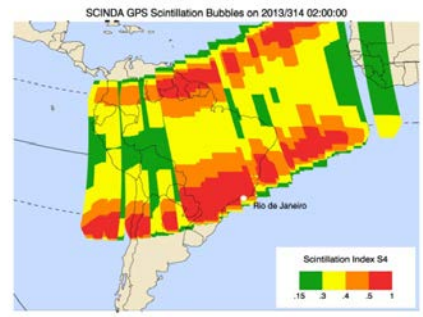 SCINDA GPS Scintillation Bubbles on 2013/314 02:00:00
Rio de Janeiro
Scintillation Index S4
.15 .3 .4 .5 1